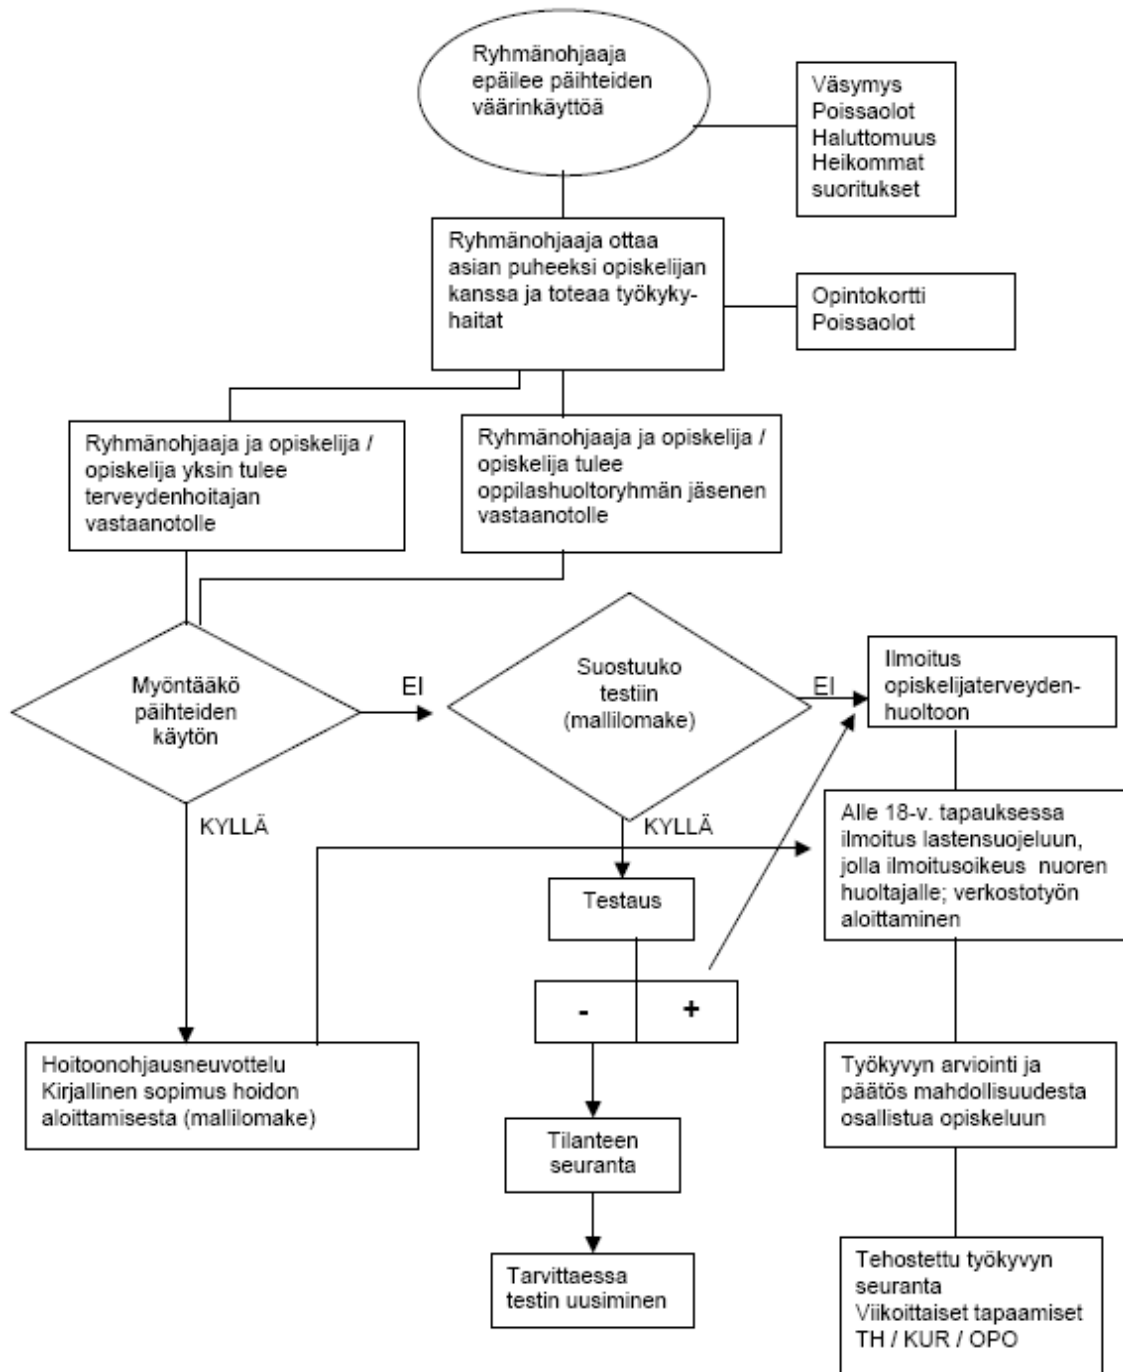 Ryhmänohjaaja
epäilee päihteiden
väärinkäyttöä
Väsymys
Poissaolot
Haluttomuus
Heikommat
suoritukset
Ryhmänohjaaja ottaa
asian puheeksi opiskelijan
kanssa ja toteaa työkyky-
haitat
Opintokortti
Poissaolot
Ryhmänohjaaja ja opiskelija /
opiskelija yksin tulee
terveydenhoitajan
vastaanotolle
Ryhmänohjaaja ja opiskelija /
opiskelija tulee
oppilashuoltoryhmän jäsenen
vastaanotolle
Myöntääkö
päihteiden
käytön
EI
Suostuuko
testiin
(mallilomake)
EI
Ilmoitus
opiskelijaterveyden-
huoltoon
KYLLÄ
KYLLÄ
Alle 18-v. tapauksessa
ilmoitus lastensuojeluun,
jolla ilmoitusoikeus nuoren
huoltajalle; verkostotyön
aloittaminen
Testaus
-
+
Hoitoonohjausneuvottelu
Kirjallinen sopimus hoidon
aloittamisesta (mallilomake)
Työkyvyn arviointi ja
päätös mahdollisuudesta
osallistua opiskeluun
Tilanteen
seuranta
Tarvittaessa
testin uusiminen
Tehostettu työkyvyn
seuranta
Viikoittaiset tapaamiset
TH / KUR / OPO